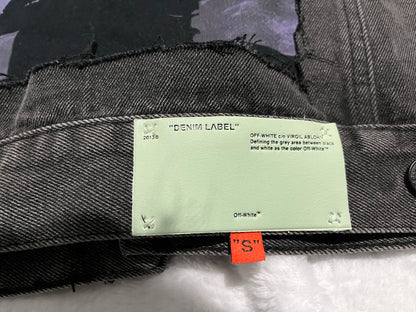 "DENIM LABEL"
2013©
OFF-WHITE c/o VIRGIL ABLOH™
Defining the grey area between black
and white as the color Off-White™
Off-White™
"S"